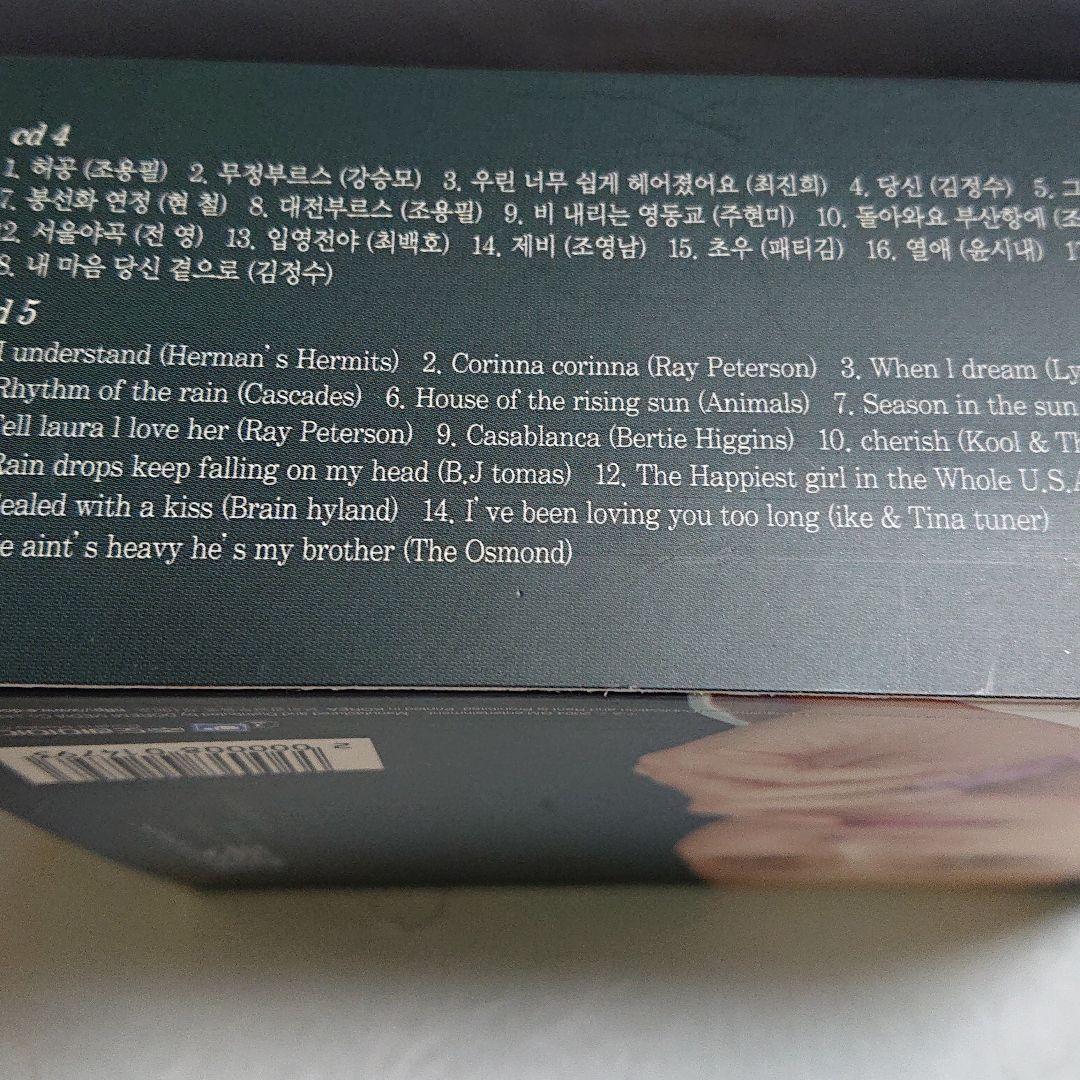 cd 4
1. 허공 (조용필) 2. 무정부르스 (강승모) 3. 우린 너무 쉽게 헤어졌어요 (최진희) 4. 당신 (김정수) 5. 그
7. 봉선화 연정 (현 철) 8. 대전부르스 (조용필) 9. 비 내리는 영동교 (주현미) 10. 돌아와요 부산항에 (조
12. 서울야곡 (전 영) 13. 입영전야 (최백호) 14. 제비 (조영남) 15. 초우 (패티김) 16. 열애 (윤시내) 17
8. 내 마음 당신 곁으로 (김정수)
d 5
I understand (Herman's Hermits) 2. Corinna corinna (Ray Peterson) 3. When l dream (Ly
Rhythm of the rain (Cascades) 6. House of the rising sun (Animals) 7. Season in the sun
Tell laura l love her (Ray Peterson) 9. Casablanca (Bertie Higgins) 10. cherish (Kool & Th
Rain drops keep falling on my head (B.J tomas) 12. The Happiest girl in the Whole U.S.A
ealed with a kiss (Brain hyland) 14. I've been loving you too long (ike & Tina tuner)
e aint's heavy he's my brother (The Osmond)